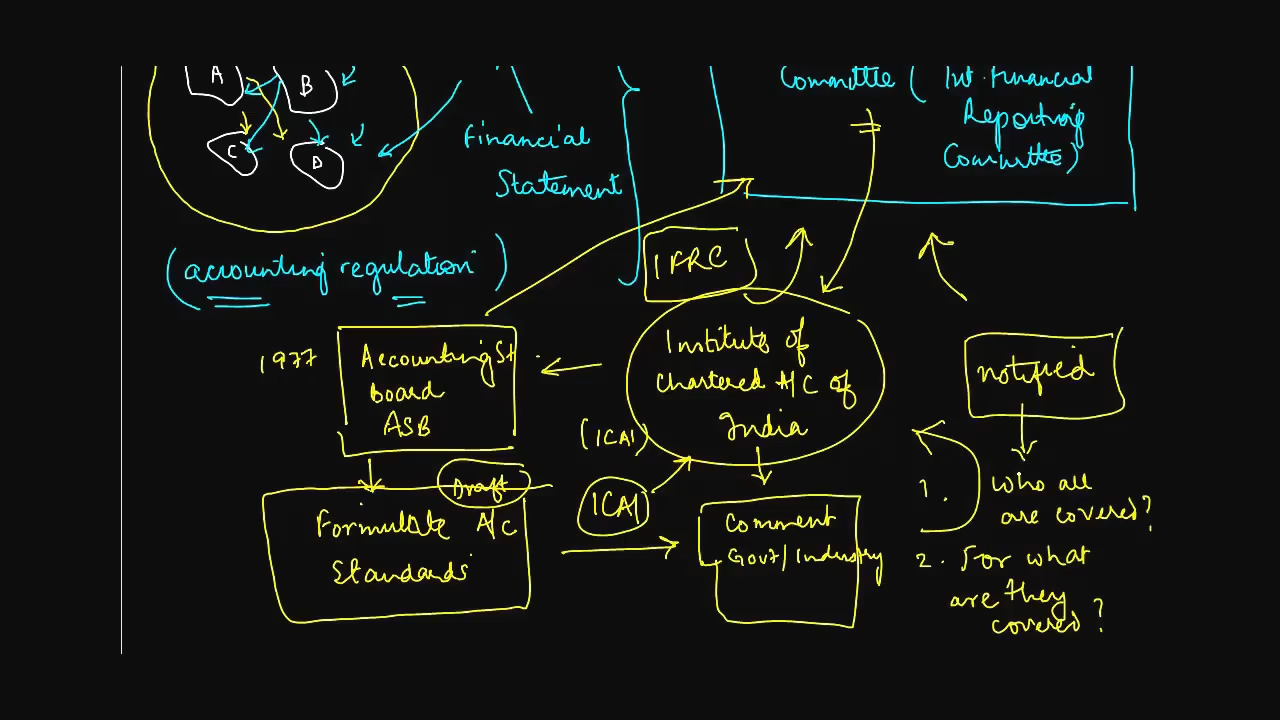 A
B
C
D
Financial
Statement
Committee ( Int. Financial
Reporting
Committee)
(accounting regulation)
IFRC
1977
Accounting St
Board
ASB
Institute of
Chartered A/C of
India
(ICAI)
notified
Draft
Formulate A/C
Standards
ICAI
Comment
Govt/Industry
1. Who all
are covered?
2. For what
are they
covered?